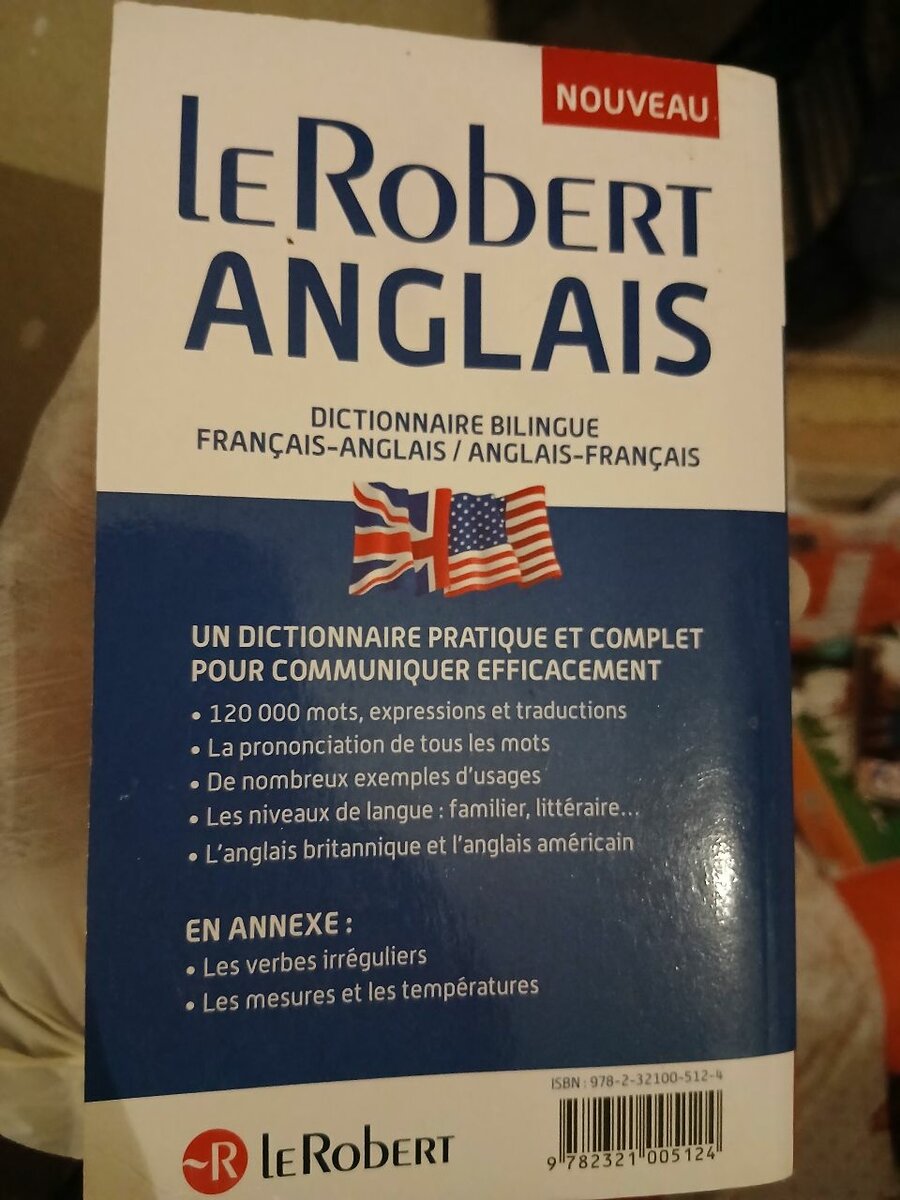 NOUVEAU
LE ROBERT
ANGLAIS
DICTIONNAIRE BILINGUE
FRANÇAIS-ANGLAIS / ANGLAIS-FRANÇAIS
UN DICTIONNAIRE PRATIQUE ET COMPLET
POUR COMMUNIQUER EFFICACEMENT
• 120 000 mots, expressions et traductions
• La prononciation de tous les mots
• De nombreux exemples d'usages
• Les niveaux de langue : familier, littéraire...
• L'anglais britannique et l'anglais américain
EN ANNEXE :
• Les verbes irréguliers
• Les mesures et les températures
ISBN : 978-2-32100-512-4
~R LE ROBERT
9 782321 005124